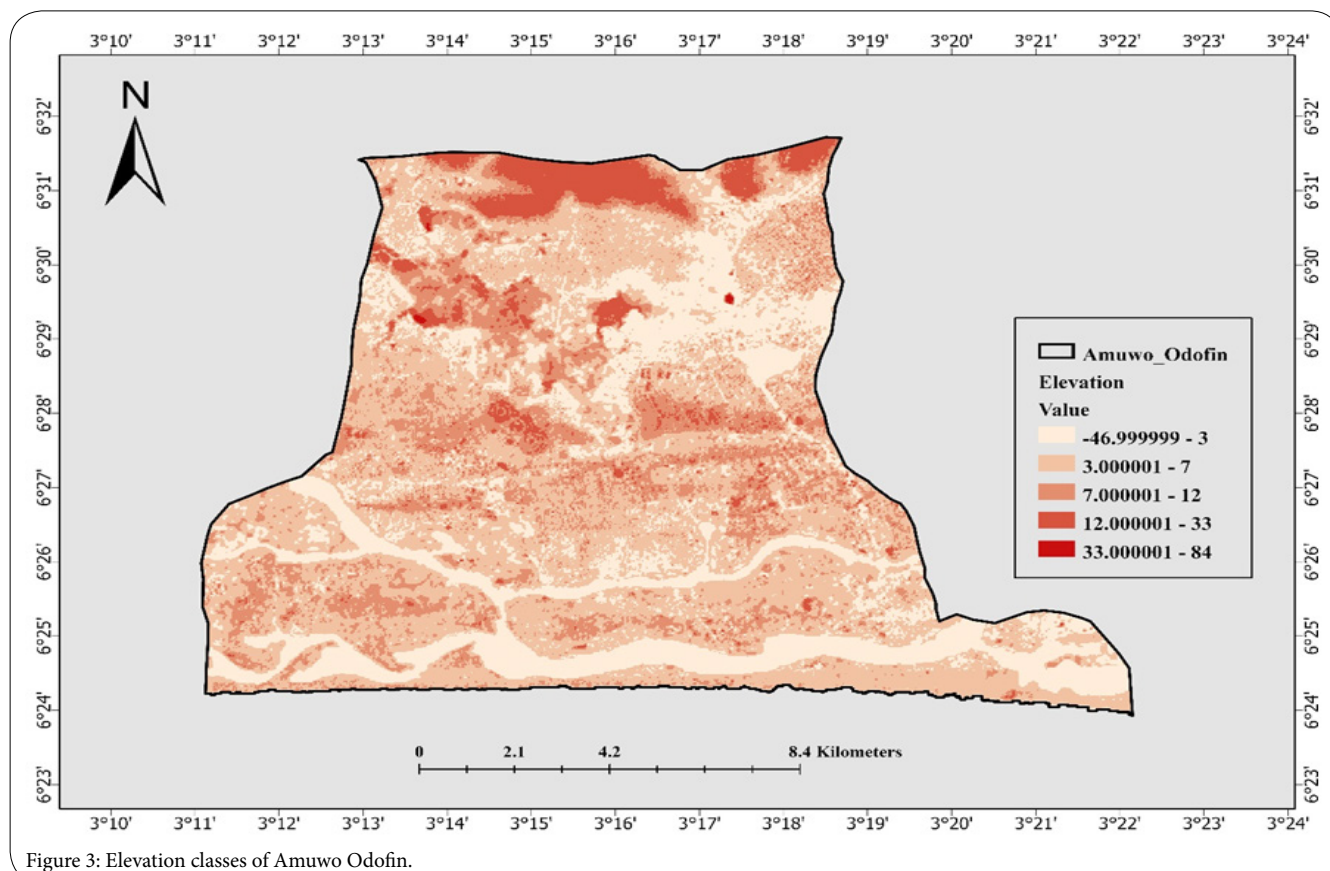 3°10' 3°11' 3°12' 3°13' 3°14' 3°15' 3°16' 3°17' 3°18' 3°19' 3°20' 3°21' 3°22' 3°24'
N
6°32' 6°32'
6°31' 6°31'
6°30' 6°30'
6°29' 6°29'
Amuwo_Odofin
Elevation
Value
-46.999999 - 3
3.000001 - 7
7.000001 - 12
12.000001 - 33
33.000001 - 84
6°28' 6°28'
6°27' 6°27'
6°26' 6°26'
6°25' 6°25'
6°24' 6°24'
0 2.1 4.2 8.4 Kilometers
6°23' 6°23'
3°10' 3°11' 3°12' 3°13' 3°14' 3°15' 3°16' 3°17' 3°18' 3°19' 3°20' 3°21' 3°22' 3°24'
Figure 3: Elevation classes of Amuwo Odofin.